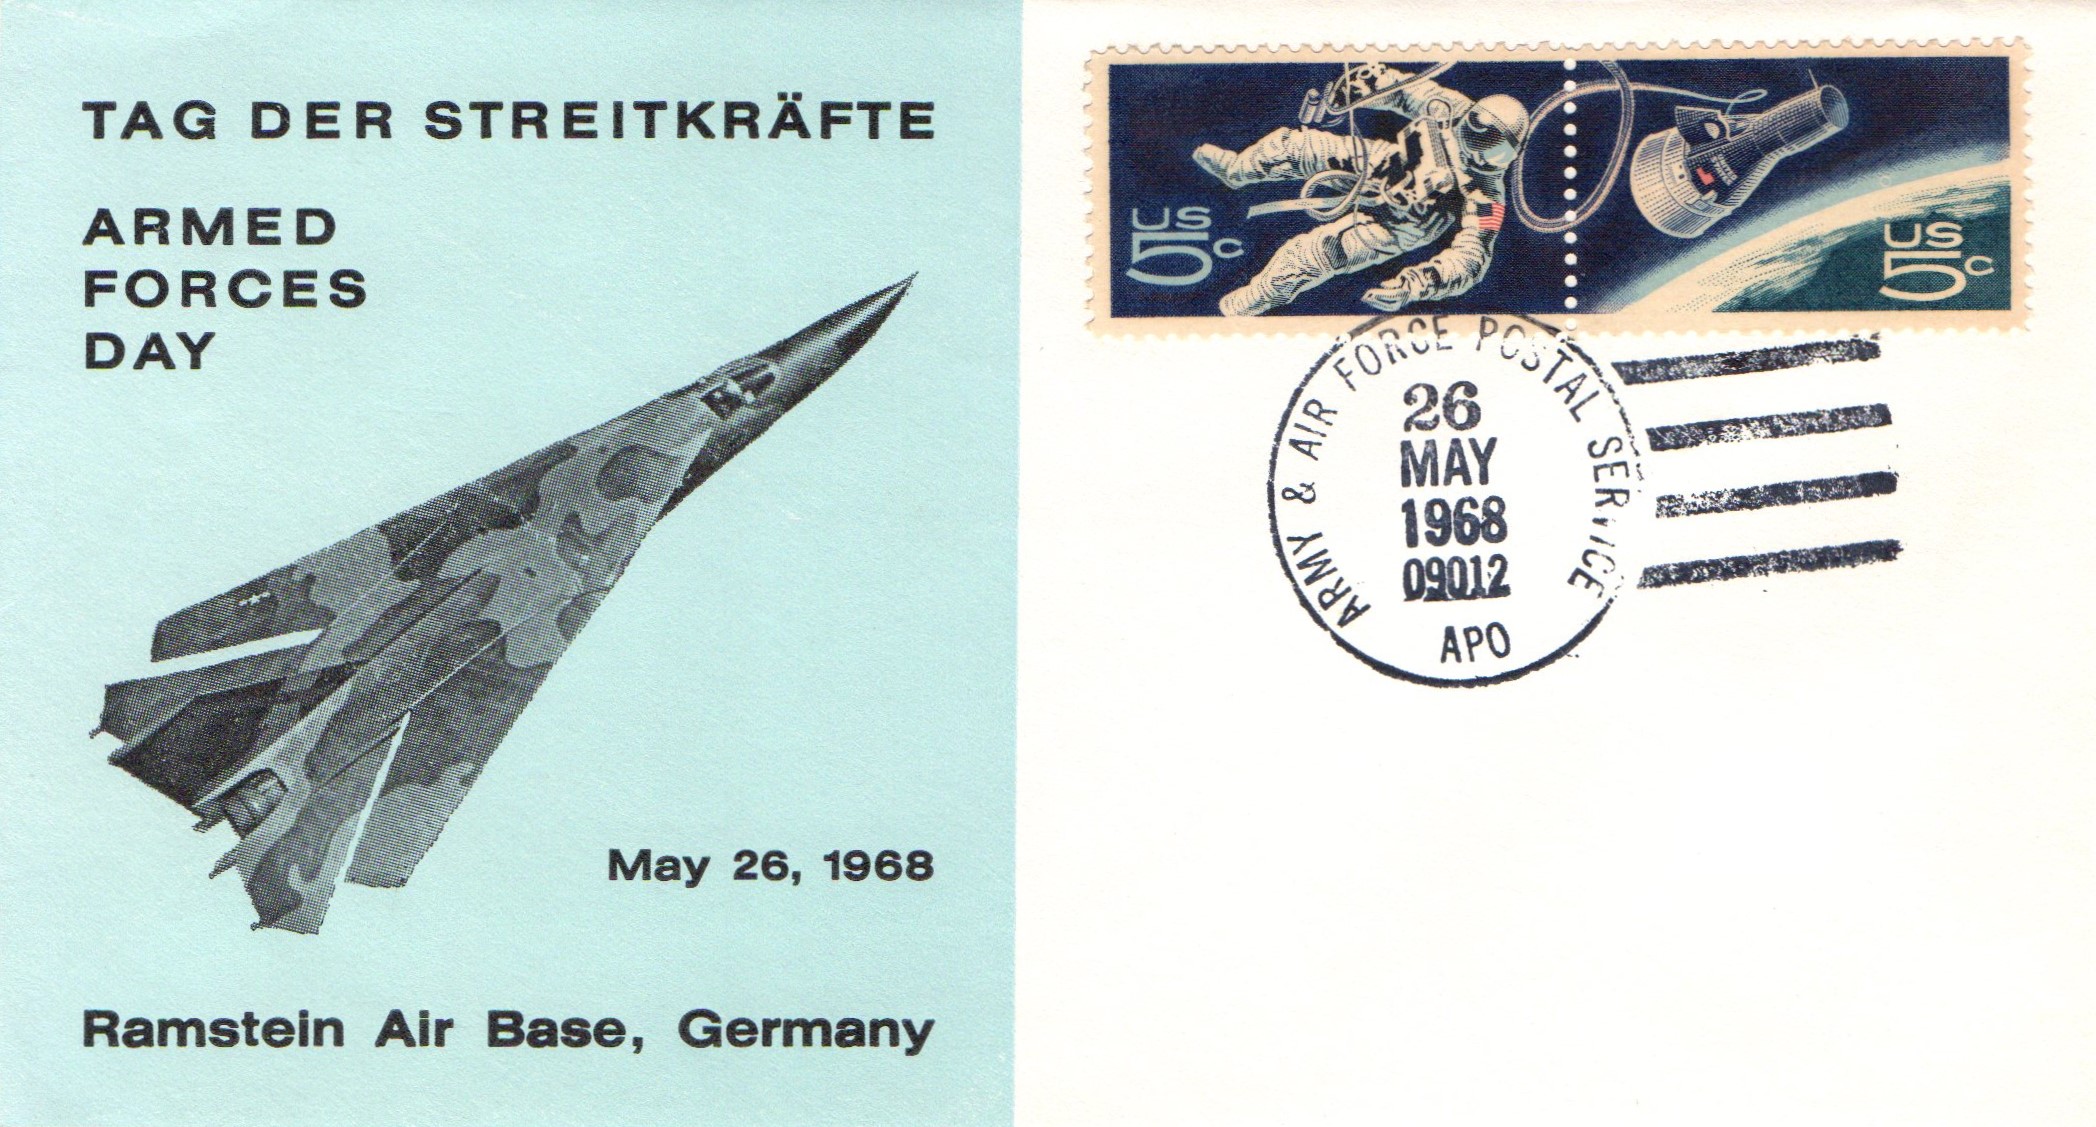 TAG DER STREITKRÄFTE
ARMED
FORCES
DAY
May 26, 1968
Ramstein Air Base, Germany
US
5c
US
5c
ARMY & AIR FORCE POSTAL SERVICE
26
MAY
1968
09012
APO